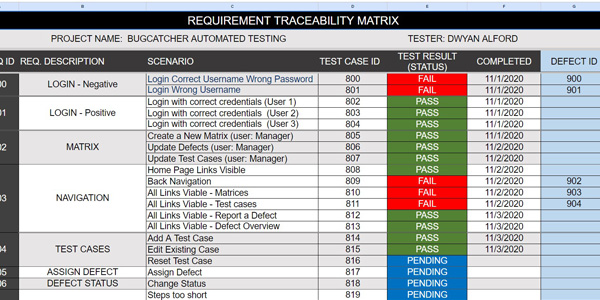 D E F G
REQUIREMENT TRACEABILITY MATRIX
PROJECT NAME: BUGCATCHER AUTOMATED TESTING TESTER: DWYAN ALFORD
Q ID REQ. DESCRIPTION SCENARIO TEST CASE ID TEST RESULT (STATUS) COMPLETED DEFECT ID
00 LOGIN - Negative Login Correct Username Wrong Password 800 FAIL 11/1/2020 900
Login Wrong Username 801 FAIL 11/1/2020 901
01 LOGIN - Positive Login with correct credentials (User 1) 802 PASS 11/1/2020
Login with correct credentials (User 2) 803 PASS 11/1/2020
Login with correct credentials (User 3) 804 PASS 11/1/2020
02 MATRIX Create a New Matrix (user: Manager) 805 PASS 11/1/2020
Update Defects (user: Manager) 806 PASS 11/1/2020
Update Test Cases (user: Manager) 807 PASS 11/2/2020
03 NAVIGATION Home Page Links Visible 808 PASS 11/2/2020
Back Navigation 809 FAIL 11/2/2020 902
All Links Viable - Matrices 810 FAIL 11/2/2020 903
All Links Viable - Test cases 811 FAIL 11/2/2020 904
All Links Viable - Report a Defect 812 PASS 11/3/2020
All Links Viable - Defect Overview 813 PASS 11/3/2020
04 TEST CASES Add A Test Case 814 PASS 11/3/2020
Edit Existing Case 815 PASS 11/3/2020
Reset Test Case 816 PENDING
05 ASSIGN DEFECT Assign Defect 817 PENDING
06 DEFECT STATUS Change Status 818 PENDING
Steps too short 819 PENDING